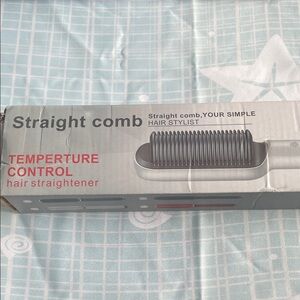 Straight comb
Straight comb,YOUR SIMPLE
HAIR STYLIST
TEMPERTURE
CONTROL
hair straightener